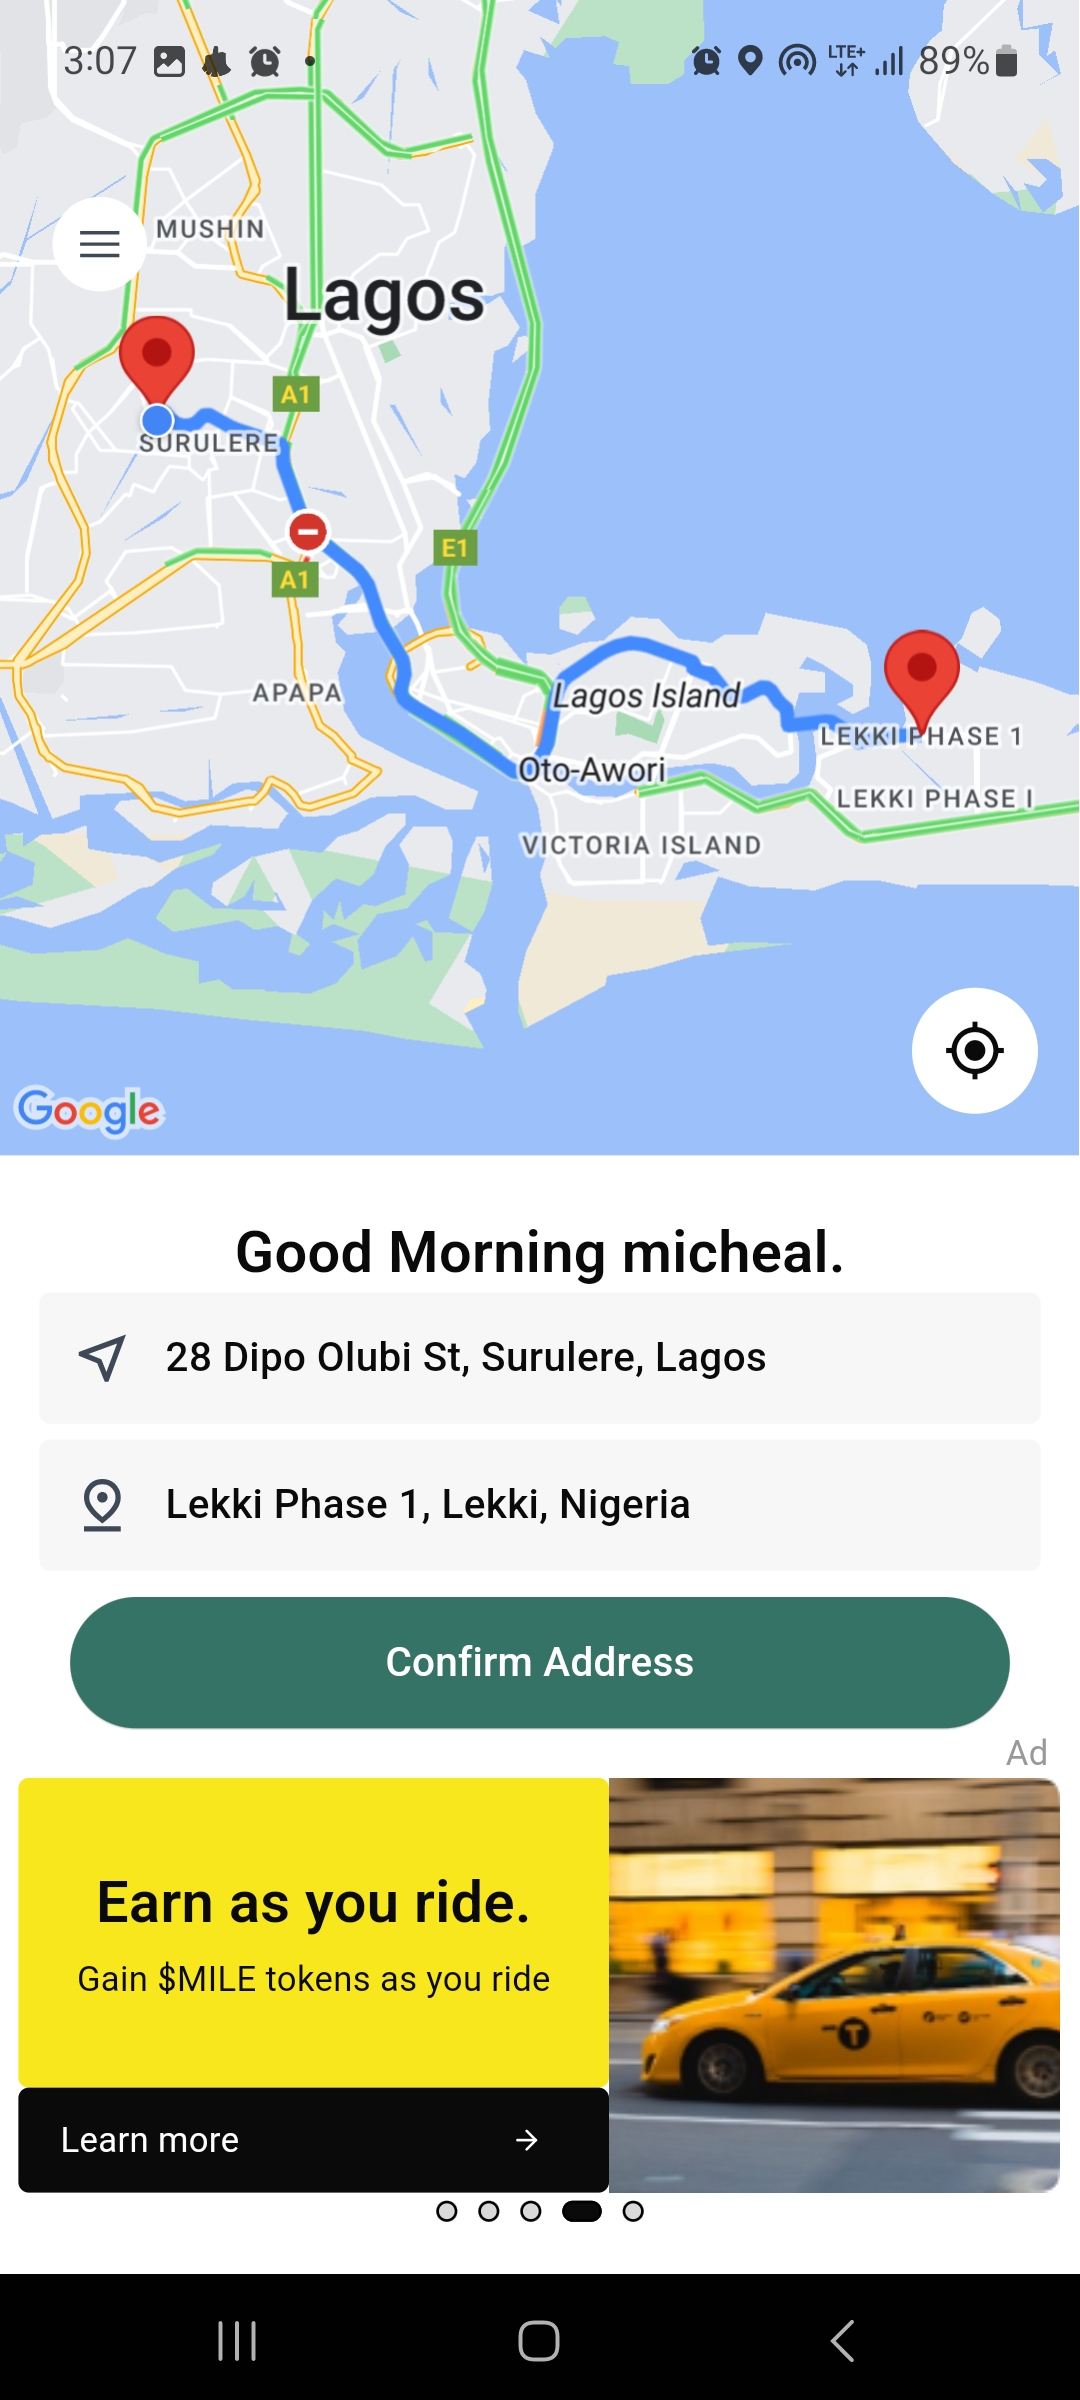 3:07
LTE+
89%
MUSHIN
Lagos
A1
SURULERE
E1
A1
APAPA
Lagos Island
LEKKI PHASE 1
Oto-Awori
LEKKI PHASE I
VICTORIA ISLAND
Google
Good Morning micheal.
28 Dipo Olubi St, Surulere, Lagos
Lekki Phase 1, Lekki, Nigeria
Confirm Address
Ad
Earn as you ride.
Gain $MILE tokens as you ride
T
Learn more